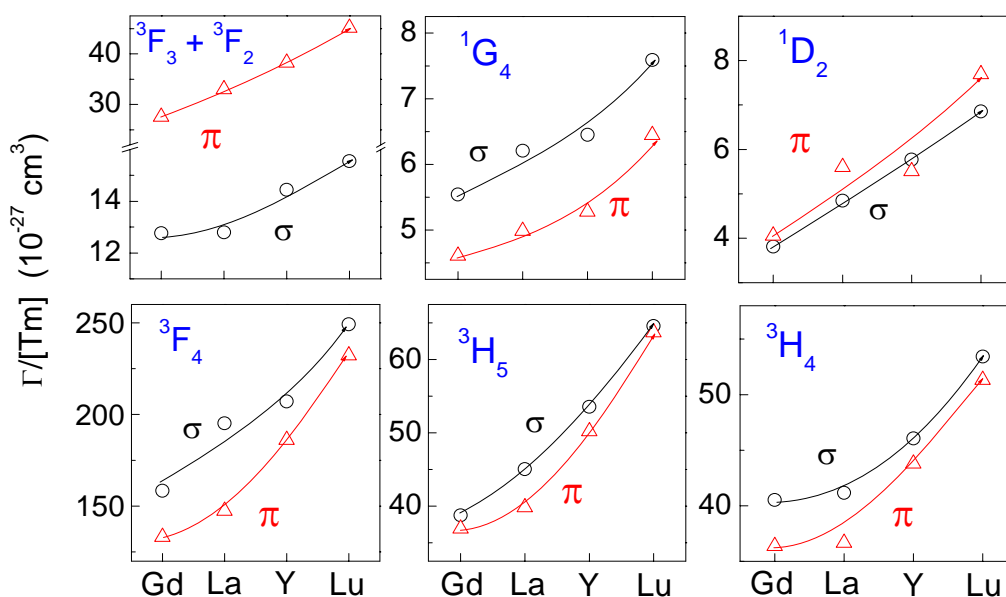 Γ/[Tm] (10⁻²⁷ cm³)
³F₃ + ³F₂
45
30
14
12
π
σ
¹G₄
8
7
6
5
σ
π
¹D₂
8
6
4
π
σ
³F₄
250
200
150
σ
π
Gd La Y Lu
³H₅
60
50
40
σ
π
Gd La Y Lu
³H₄
50
40
σ
π
Gd La Y Lu